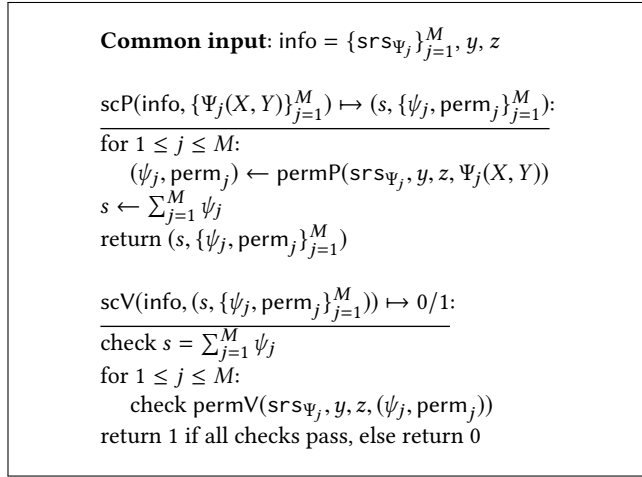 Common input: info = {srs_{Ψ_j}}_{j=1}^M, y, z
scP(info, {Ψ_j(X, Y)}_{j=1}^M) ↦ (s, {ψ_j, perm_j}_{j=1}^M):
for 1 ≤ j ≤ M:
(ψ_j, perm_j) ← permP(srs_{Ψ_j}, y, z, Ψ_j(X, Y))
s ← ∑_{j=1}^M ψ_j
return (s, {ψ_j, perm_j}_{j=1}^M)
scV(info, (s, {ψ_j, perm_j}_{j=1}^M)) ↦ 0/1:
check s = ∑_{j=1}^M ψ_j
for 1 ≤ j ≤ M:
check permV(srs_{Ψ_j}, y, z, (ψ_j, perm_j))
return 1 if all checks pass, else return 0